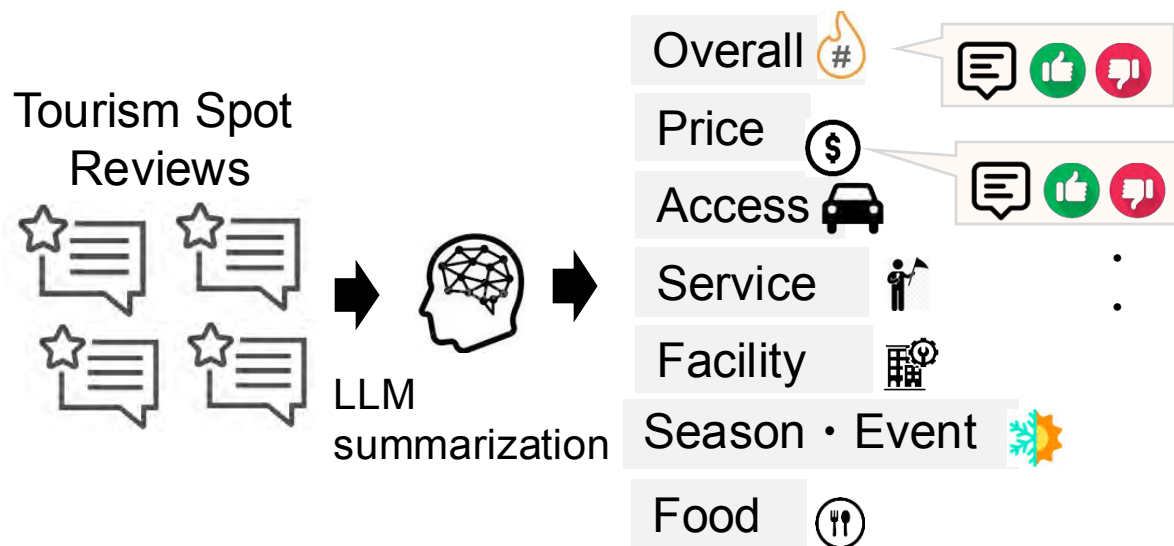 Tourism Spot
Reviews
LLM
summarization
Overall
#
Price
$
Access
Service
Facility
Season・Event
Food